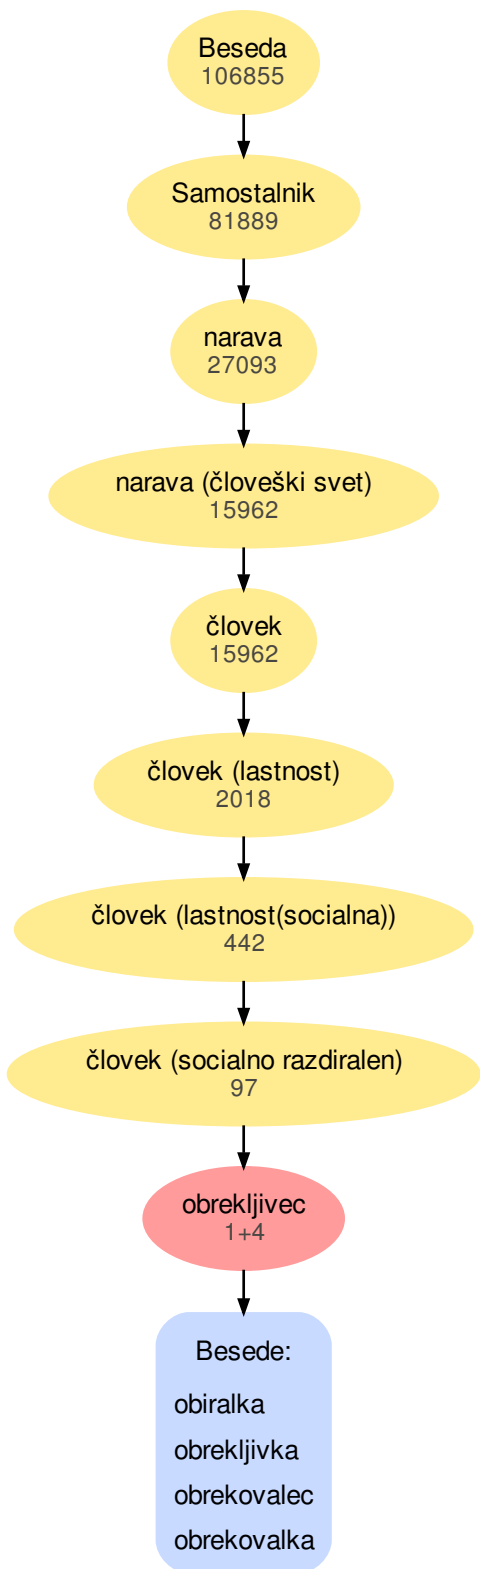 Beseda
106855
Samostalnik
81889
narava
27093
narava (človeški svet)
15962
človek
15962
človek (lastnost)
2018
človek (lastnost(socialna))
442
človek (socialno razdiralen)
97
obrekljivec
1+4
Besede:
obiralka
obrekljivka
obrekovalec
obrekovalka